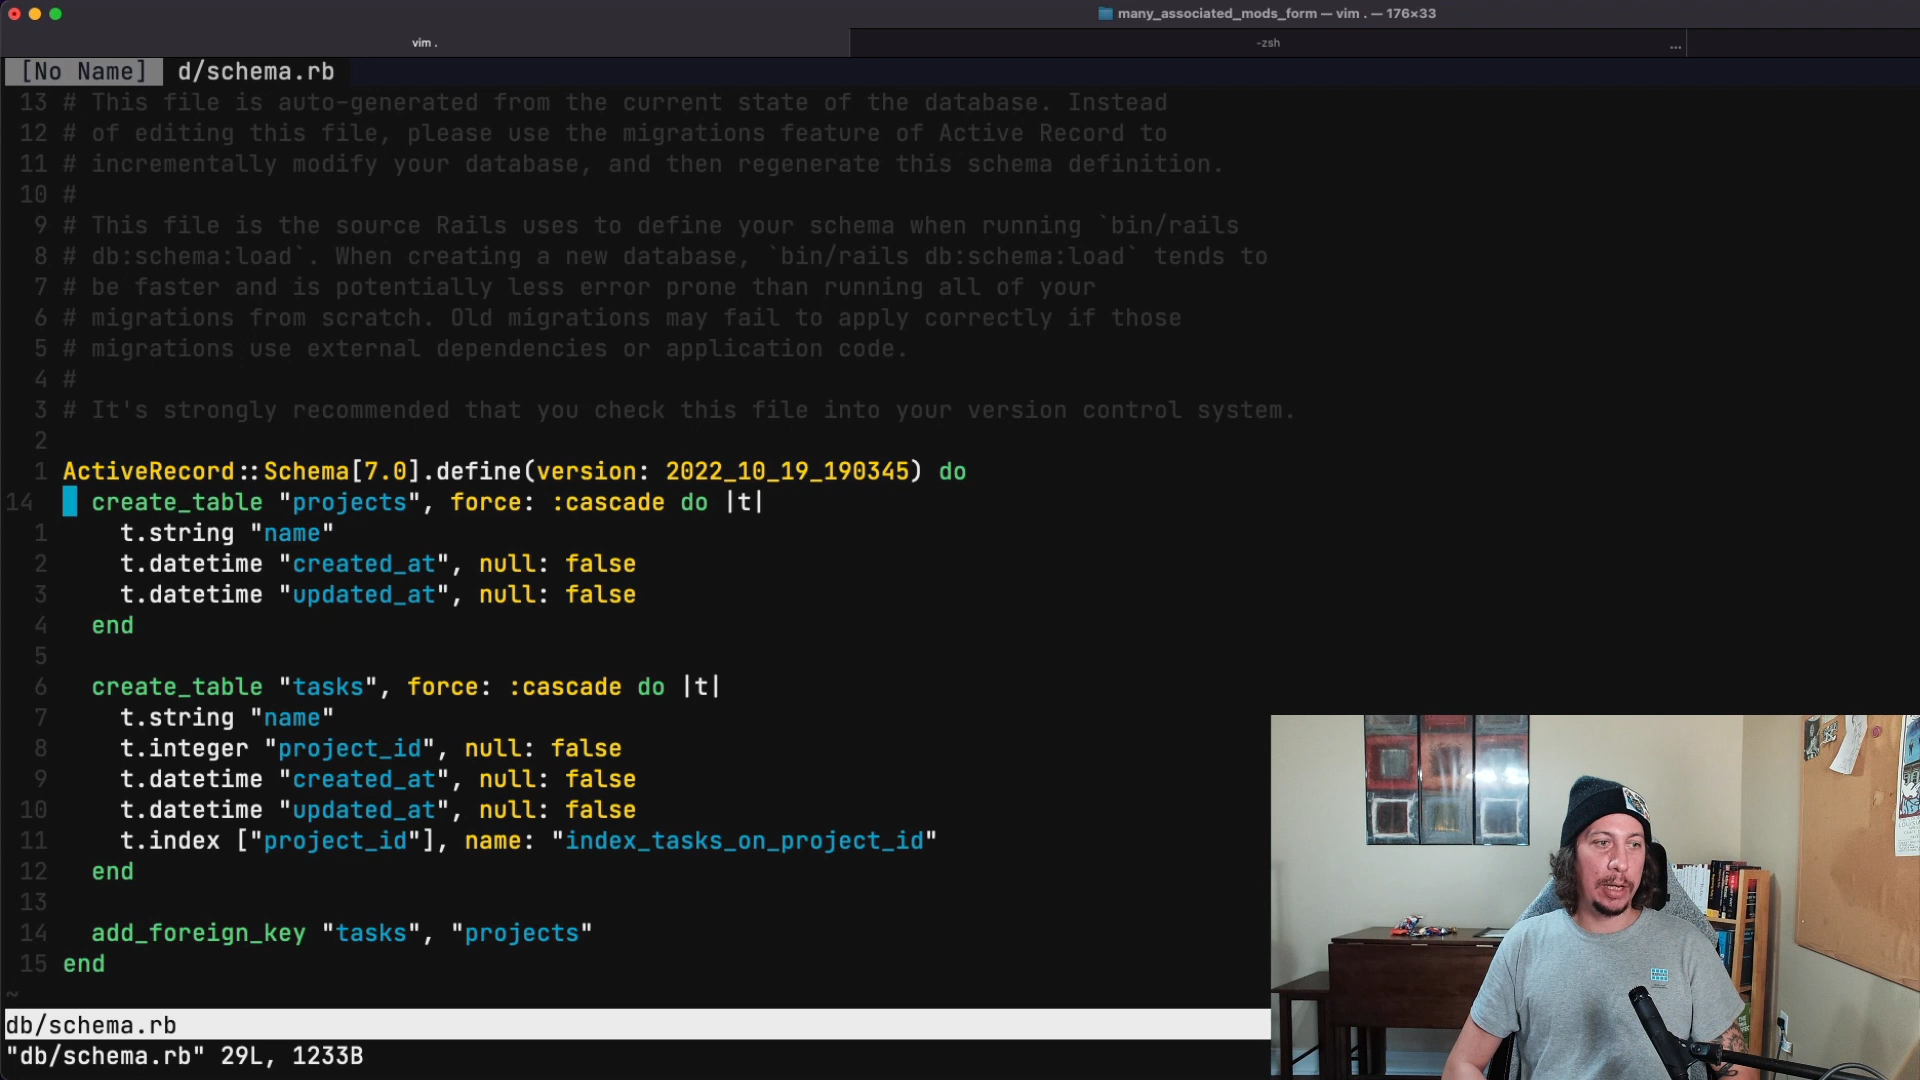 many_associated_mods_form — vim . — 176×33
vim .
-zsh
...
[No Name] d/schema.rb
13 # This file is auto-generated from the current state of the database. Instead
12 # of editing this file, please use the migrations feature of Active Record to
11 # incrementally modify your database, and then regenerate this schema definition.
10 #
9 # This file is the source Rails uses to define your schema when running `bin/rails
8 # db:schema:load`. When creating a new database, `bin/rails db:schema:load` tends to
7 # be faster and is potentially less error prone than running all of your
6 # migrations from scratch. Old migrations may fail to apply correctly if those
5 # migrations use external dependencies or application code.
4 #
3 # It's strongly recommended that you check this file into your version control system.
2
1 ActiveRecord::Schema[7.0].define(version: 2022_10_19_190345) do
14 create_table "projects", force: :cascade do |t|
1 t.string "name"
2 t.datetime "created_at", null: false
3 t.datetime "updated_at", null: false
4 end
5
6 create_table "tasks", force: :cascade do |t|
7 t.string "name"
8 t.integer "project_id", null: false
9 t.datetime "created_at", null: false
10 t.datetime "updated_at", null: false
11 t.index ["project_id"], name: "index_tasks_on_project_id"
12 end
13
14 add_foreign_key "tasks", "projects"
15 end
~
db/schema.rb
"db/schema.rb" 29L, 1233B